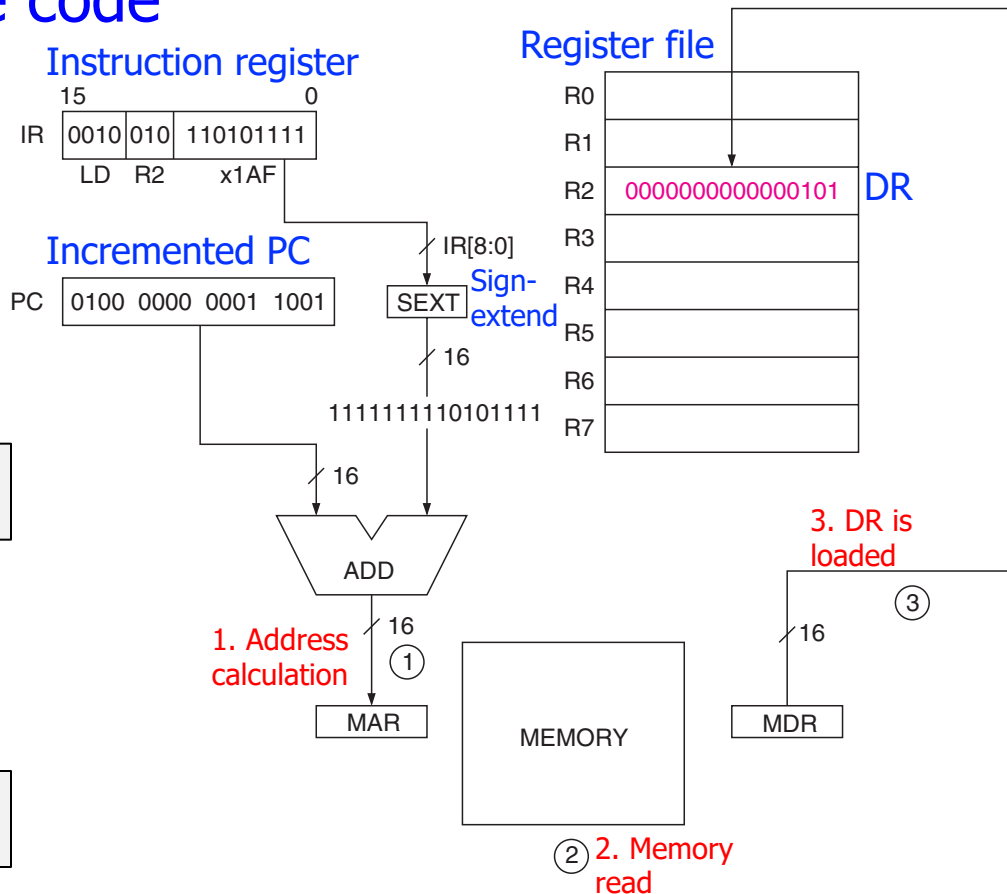 e code
Instruction register
15 0
IR 0010 010 110101111
LD R2 x1AF
IR[8:0]
Incremented PC
PC 0100 0000 0001 1001
SEXT
Sign-
extend
16
1111111110101111
16
ADD
16
1. Address
calculation
1
MAR
MEMORY
2
2. Memory
read
Register file
R0
R1
R2 0000000000000101 DR
R3
R4
R5
R6
R7
3. DR is
loaded
3
16
MDR